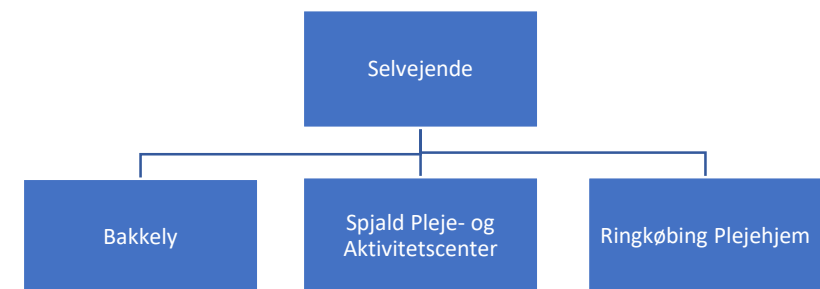 Selvejende
Bakkely
Spjald Pleje- og
Aktivitetscenter
Ringkøbing Plejehjem